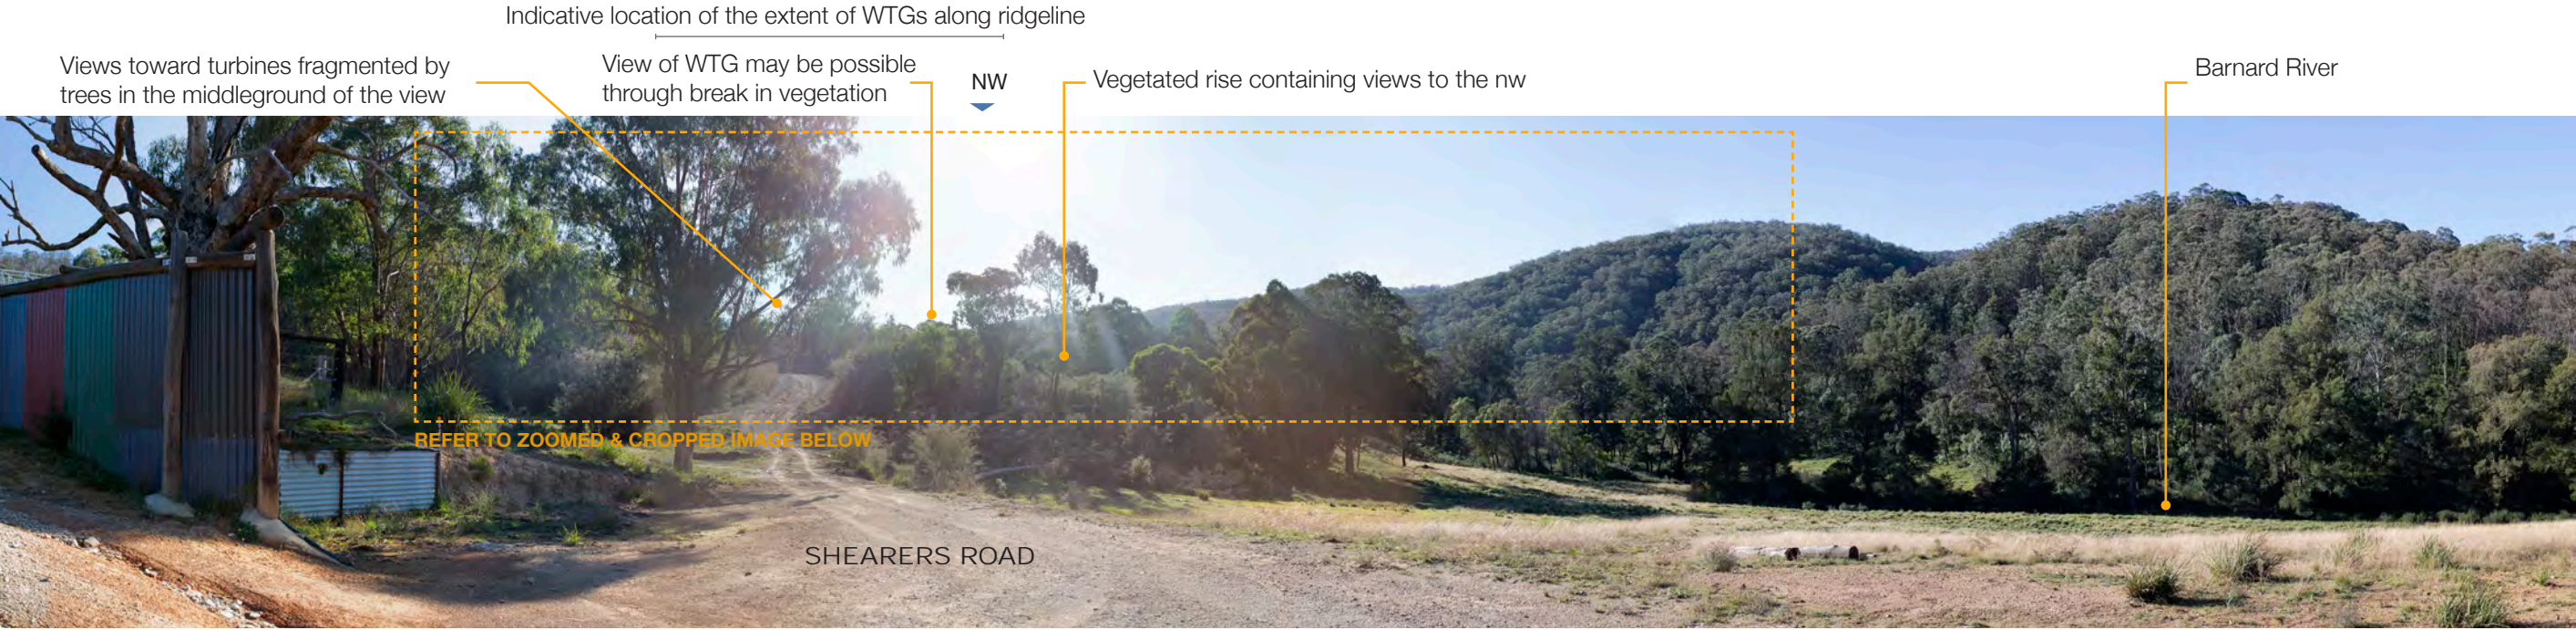 Indicative location of the extent of WTGs along ridgeline
Views toward turbines fragmented by
trees in the middleground of the view
View of WTG may be possible
through break in vegetation
NW
Vegetated rise containing views to the nw
Barnard River
REFER TO ZOOMED & CROPPED IMAGE BELOW
SHEARERS ROAD